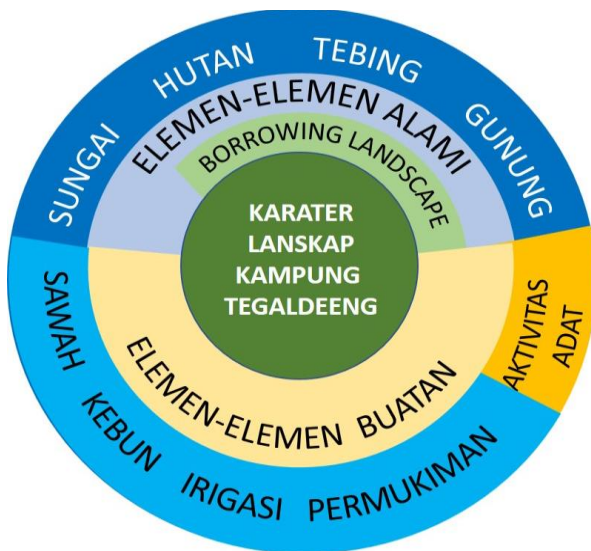 SUNGAI HUTAN TEBING GUNUNG
ELEMEN-ELEMEN ALAMI
BORROWING LANDSCAPE
KARATER
LANSKAP
KAMPUNG
TEGALDEENG
AKTIVITAS
ADAT
ELEMEN-ELEMEN BUATAN
SAWAH KEBUN IRIGASI PERMUKIMAN